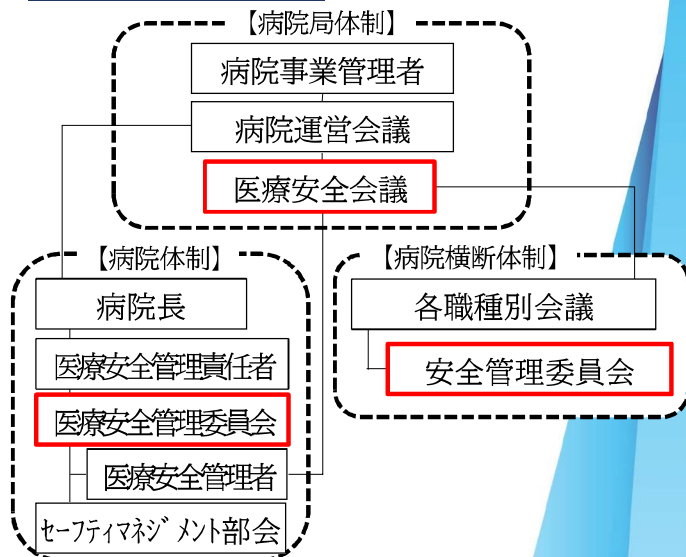 【病院局体制】
病院事業管理者
病院運営会議
医療安全会議
【病院体制】
病院長
医療安全管理責任者
医療安全管理委員会
医療安全管理者
セーフティマネジメント部会
【病院横断体制】
各職種別会議
安全管理委員会